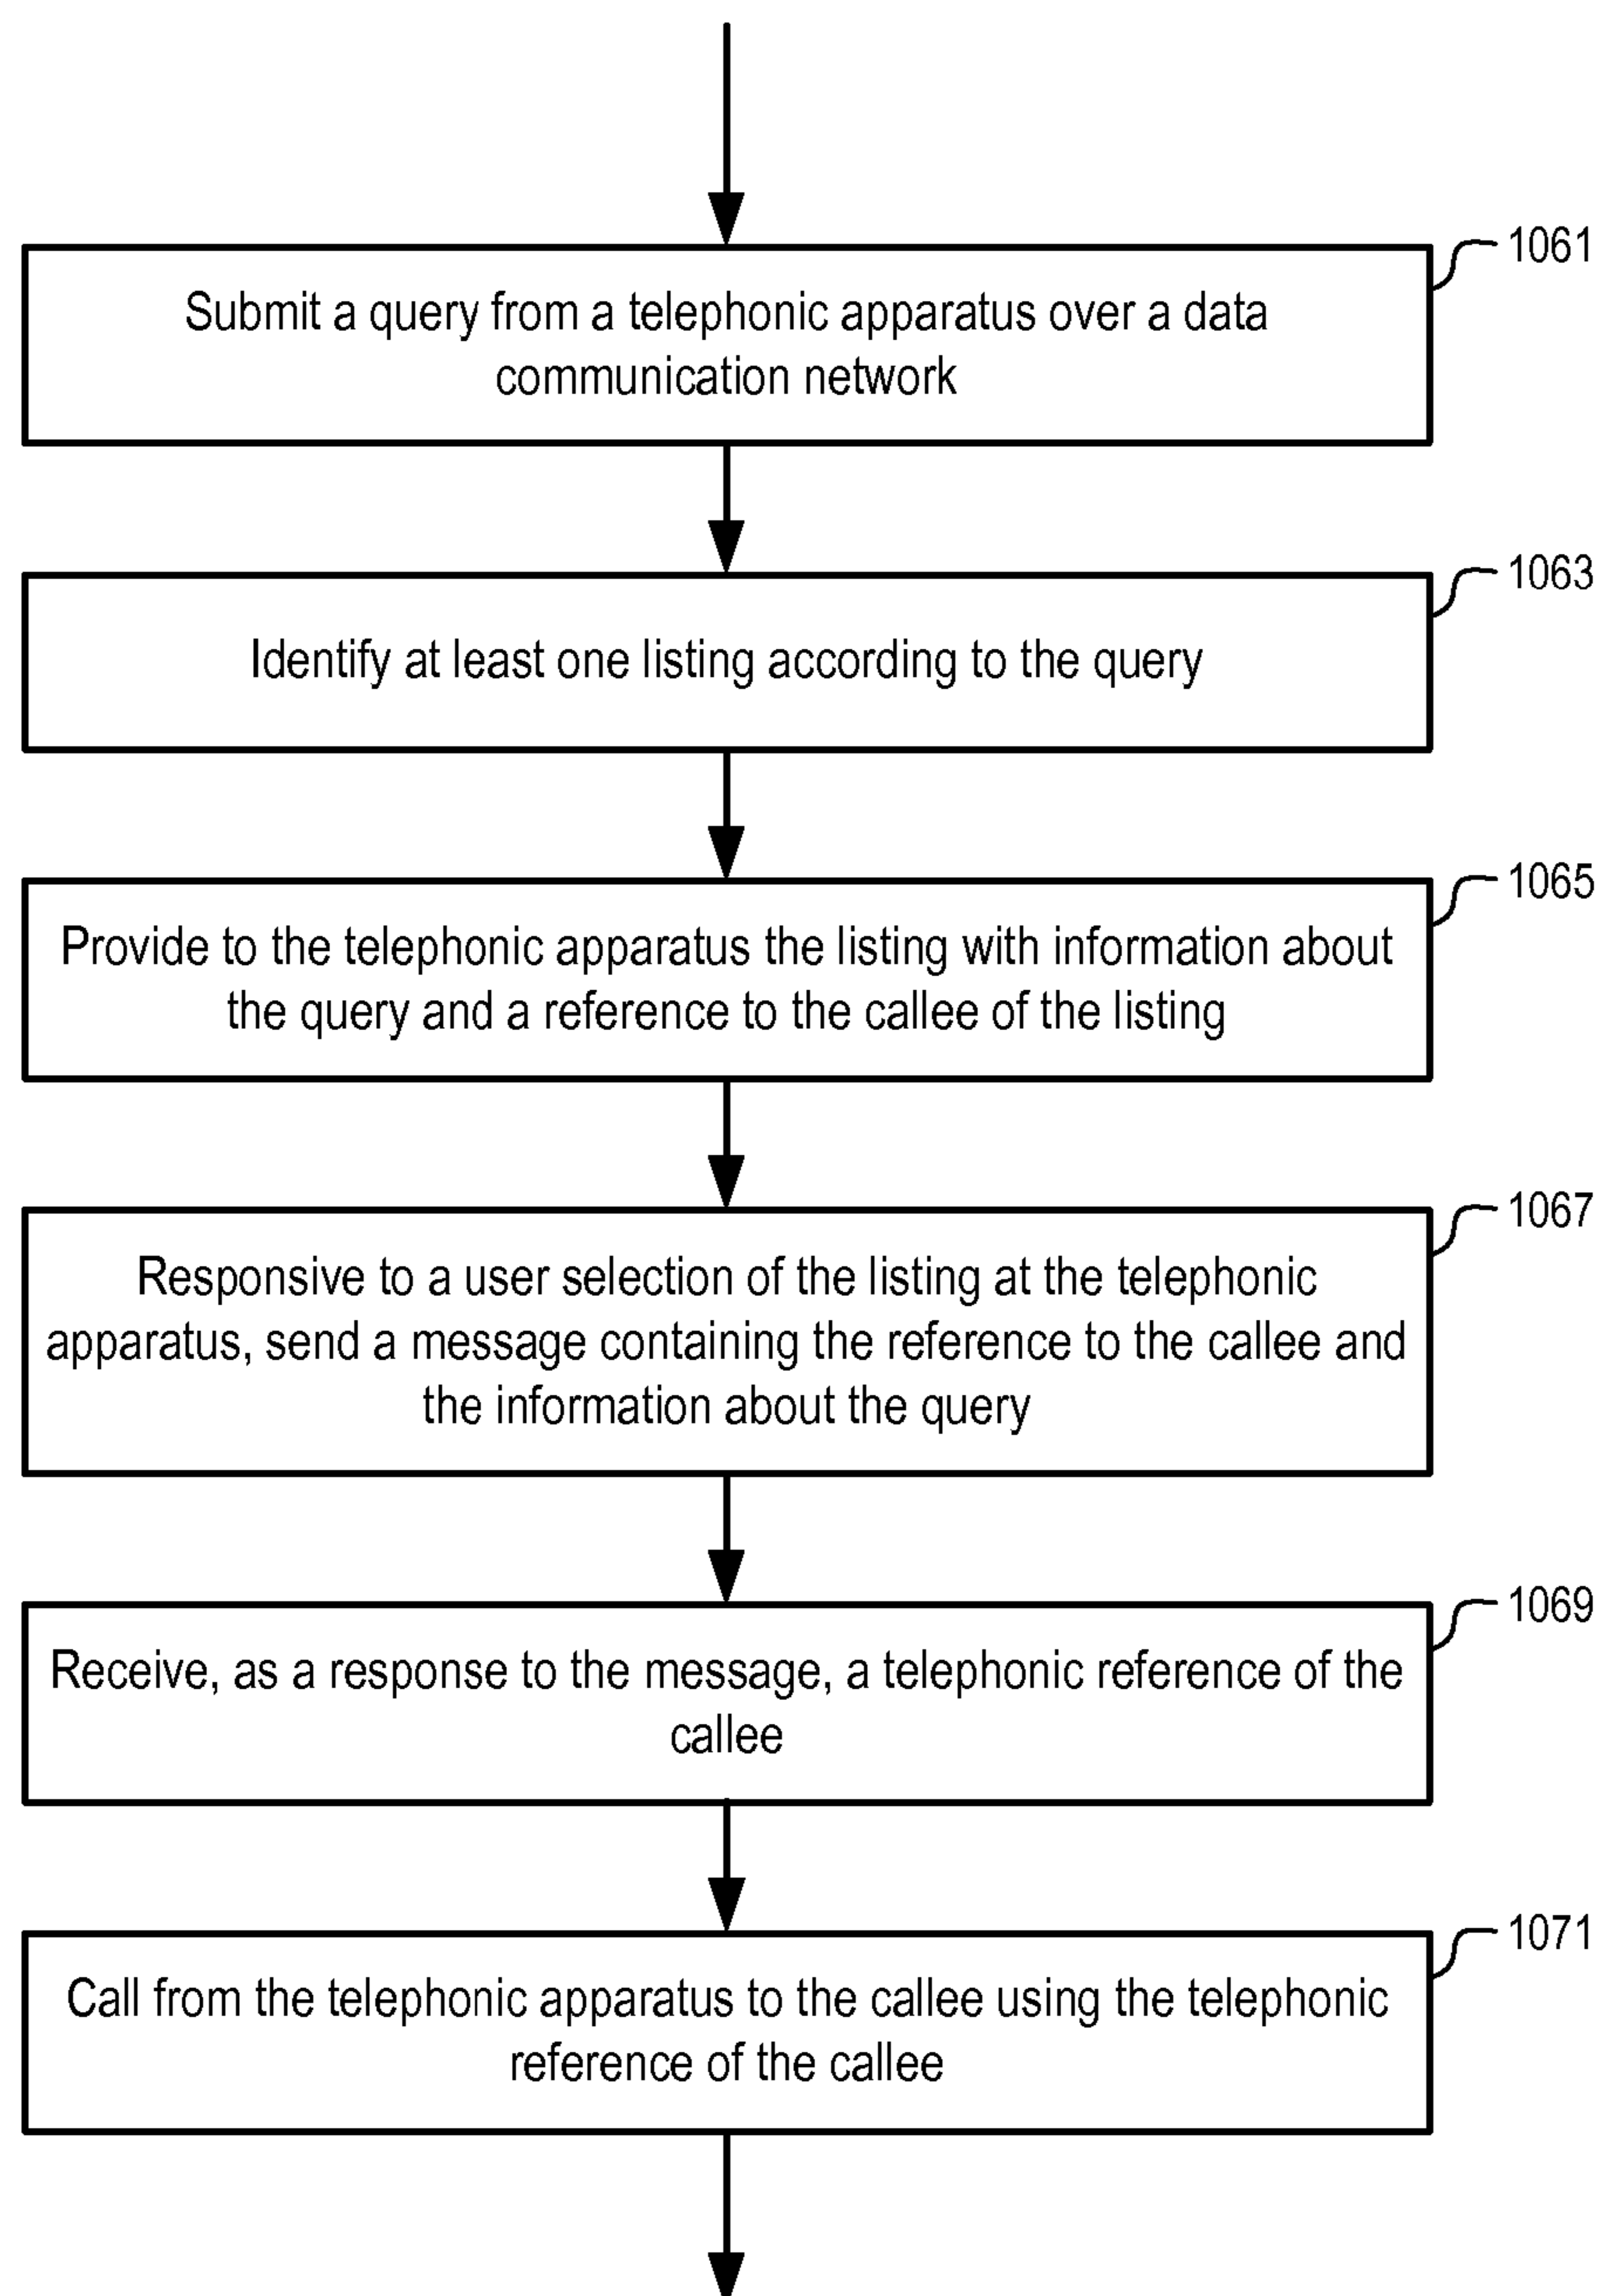 1061
Submit a query from a telephonic apparatus over a data
communication network
1063
Identify at least one listing according to the query
1065
Provide to the telephonic apparatus the listing with information about
the query and a reference to the callee of the listing
1067
Responsive to a user selection of the listing at the telephonic
apparatus, send a message containing the reference to the callee and
the information about the query
1069
Receive, as a response to the message, a telephonic reference of the
callee
1071
Call from the telephonic apparatus to the callee using the telephonic
reference of the callee